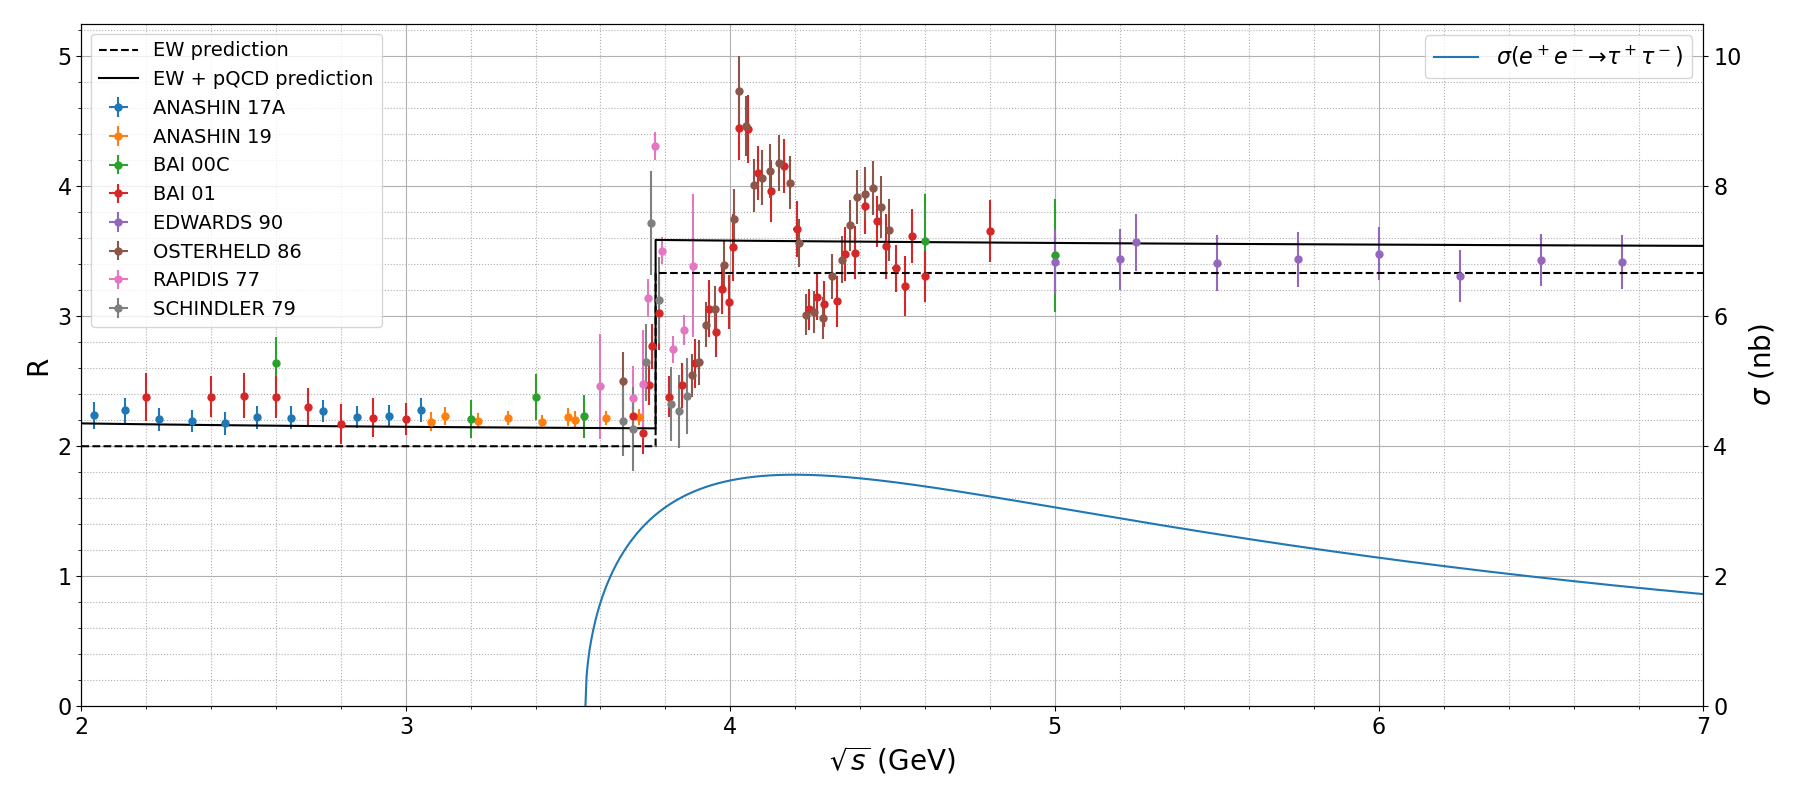 EW prediction
EW + pQCD prediction
ANASHIN 17A
ANASHIN 19
BAI 00C
BAI 01
EDWARDS 90
OSTERHELD 86
RAPIDIS 77
SCHINDLER 79
σ(e⁺e⁻→τ⁺τ⁻)
5
4
3
2
1
0
R
10
8
6
4
2
0
σ (nb)
2 3 4 5 6 7
√s (GeV)